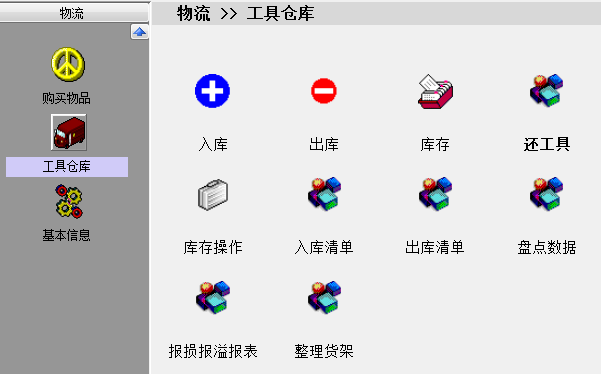 物流
购买物品
工具仓库
基本信息
物流 >> 工具仓库
入库
出库
库存
还工具
库存操作
入库清单
出库清单
盘点数据
报损报溢报表
整理货架